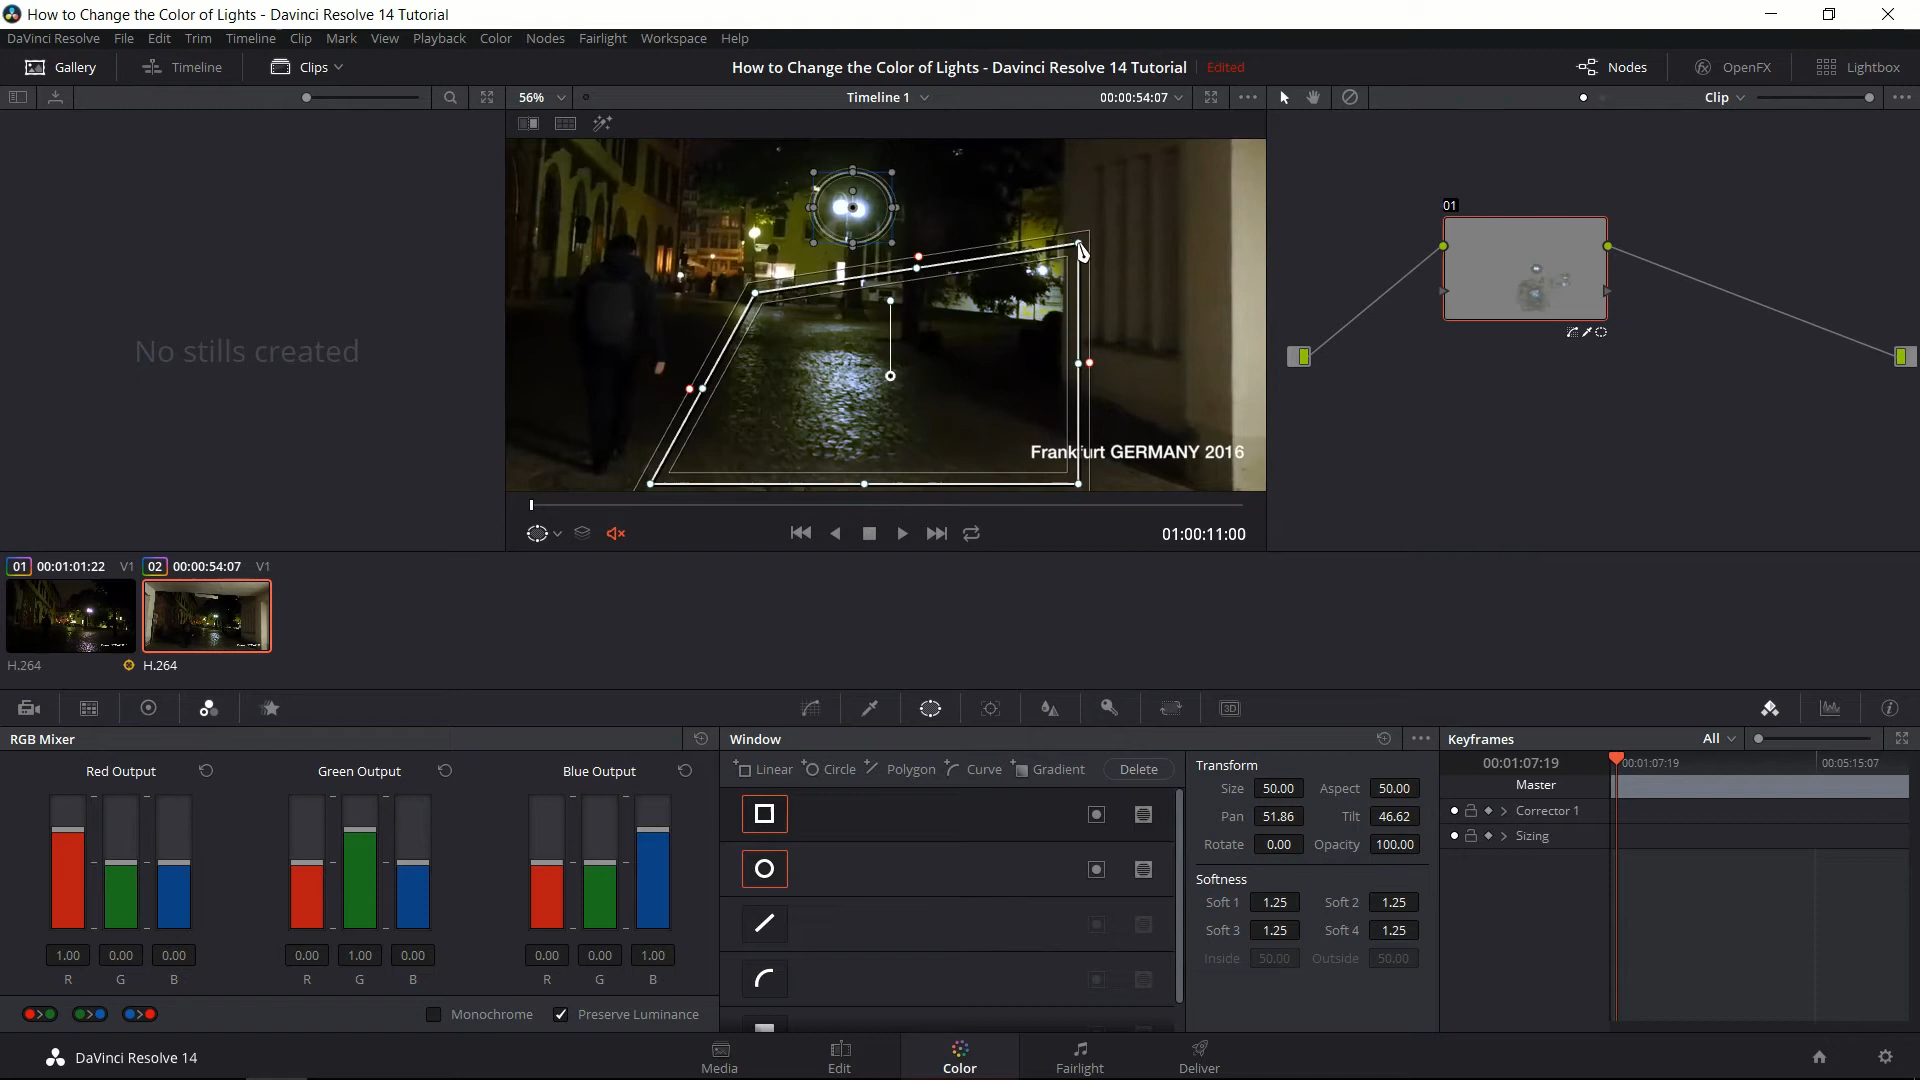 How to Change the Color of Lights - Davinci Resolve 14 Tutorial
DaVinci Resolve File Edit Trim Timeline Clip Mark View Playback Color Nodes Fairlight Workspace Help
Gallery Timeline Clips How to Change the Color of Lights - Davinci Resolve 14 Tutorial Edited Nodes OpenFX Lightbox
56% Timeline 1 00:00:54:07 Clip
No stills created
01
Frankfurt GERMANY 2016
01:00:11:00
01 00:01:01:22 V1 02 00:00:54:07 V1
H.264 H.264
3D
RGB Mixer Window Keyframes All
Red Output Green Output Blue Output
Linear Circle Polygon Curve Gradient Delete
Transform
Size 50.00 Aspect 50.00
Pan 51.86 Tilt 46.62
Rotate 0.00 Opacity 100.00
Softness
Soft 1 1.25 Soft 2 1.25
Soft 3 1.25 Soft 4 1.25
Inside 50.00 Outside 50.00
00:01:07:19 00:01:07:19 00:05:15:07
Master
Corrector 1
Sizing
1.00 0.00 0.00 0.00 1.00 0.00 0.00 0.00 1.00
R G B R G B R G B
Monochrome Preserve Luminance
DaVinci Resolve 14 Media Edit Color Fairlight Deliver